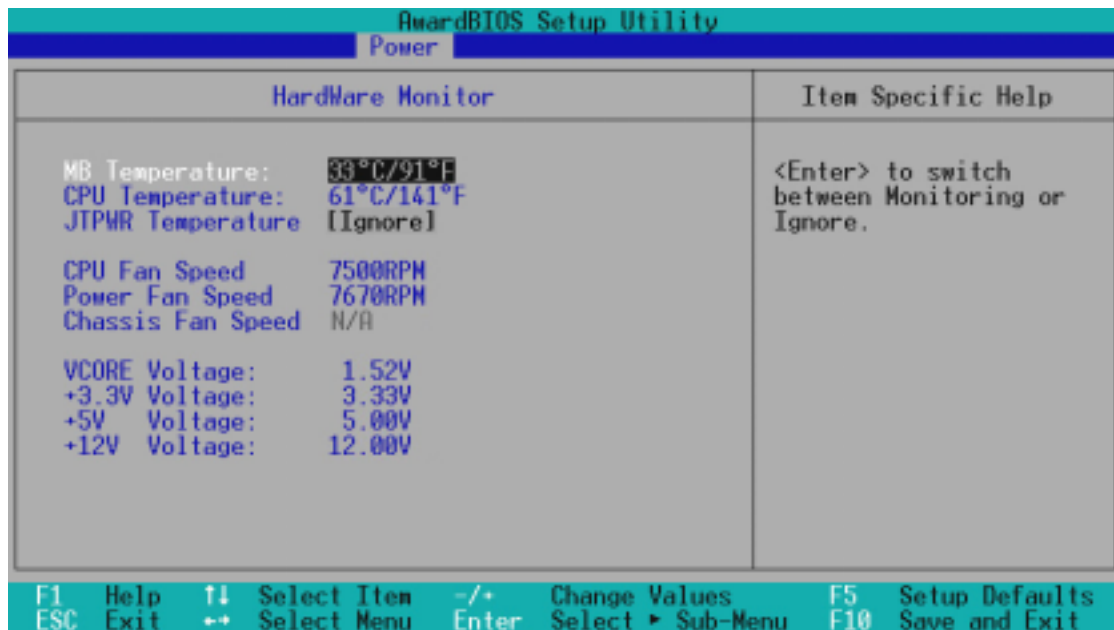 AwardBIOS Setup Utility
Power
HardWare Monitor
Item Specific Help
MB Temperature: 33°C/91°F
CPU Temperature: 61°C/141°F
JTPWR Temperature [Ignore]
CPU Fan Speed 7500RPM
Power Fan Speed 7670RPM
Chassis Fan Speed N/A
VCORE Voltage: 1.52V
+3.3V Voltage: 3.33V
+5V Voltage: 5.00V
+12V Voltage: 12.00V
<Enter> to switch
between Monitoring or
Ignore.
F1 Help ↑↓ Select Item -/+ Change Values F5 Setup Defaults
ESC Exit ←→ Select Menu Enter Select ► Sub-Menu F10 Save and Exit